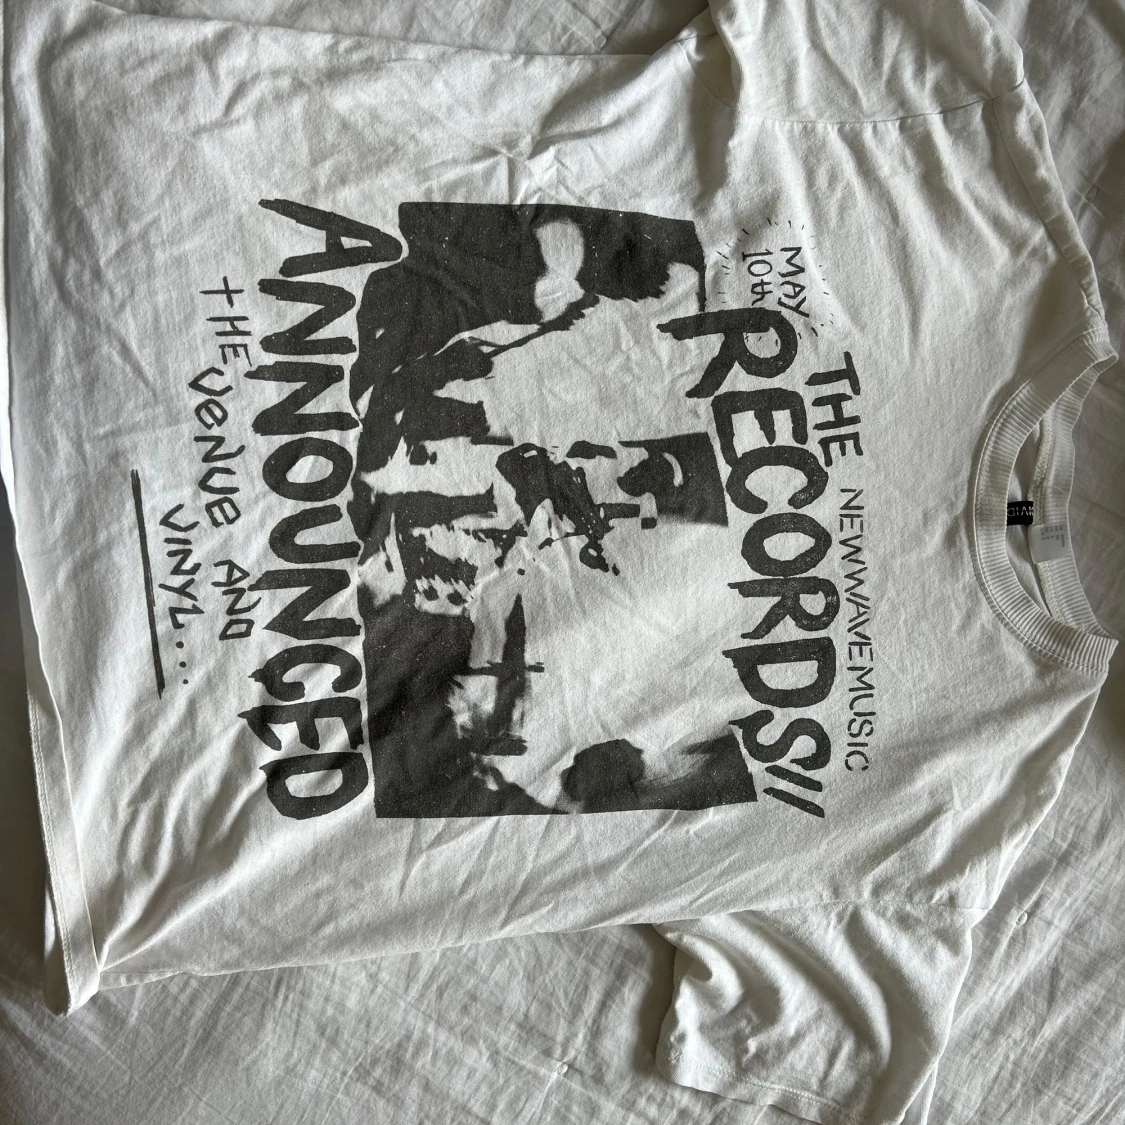 NEWWAVEMUSIC
MAY
10th
THE
RECORDS//
ANNOUNCED
THE VENUE AND
VINYL....